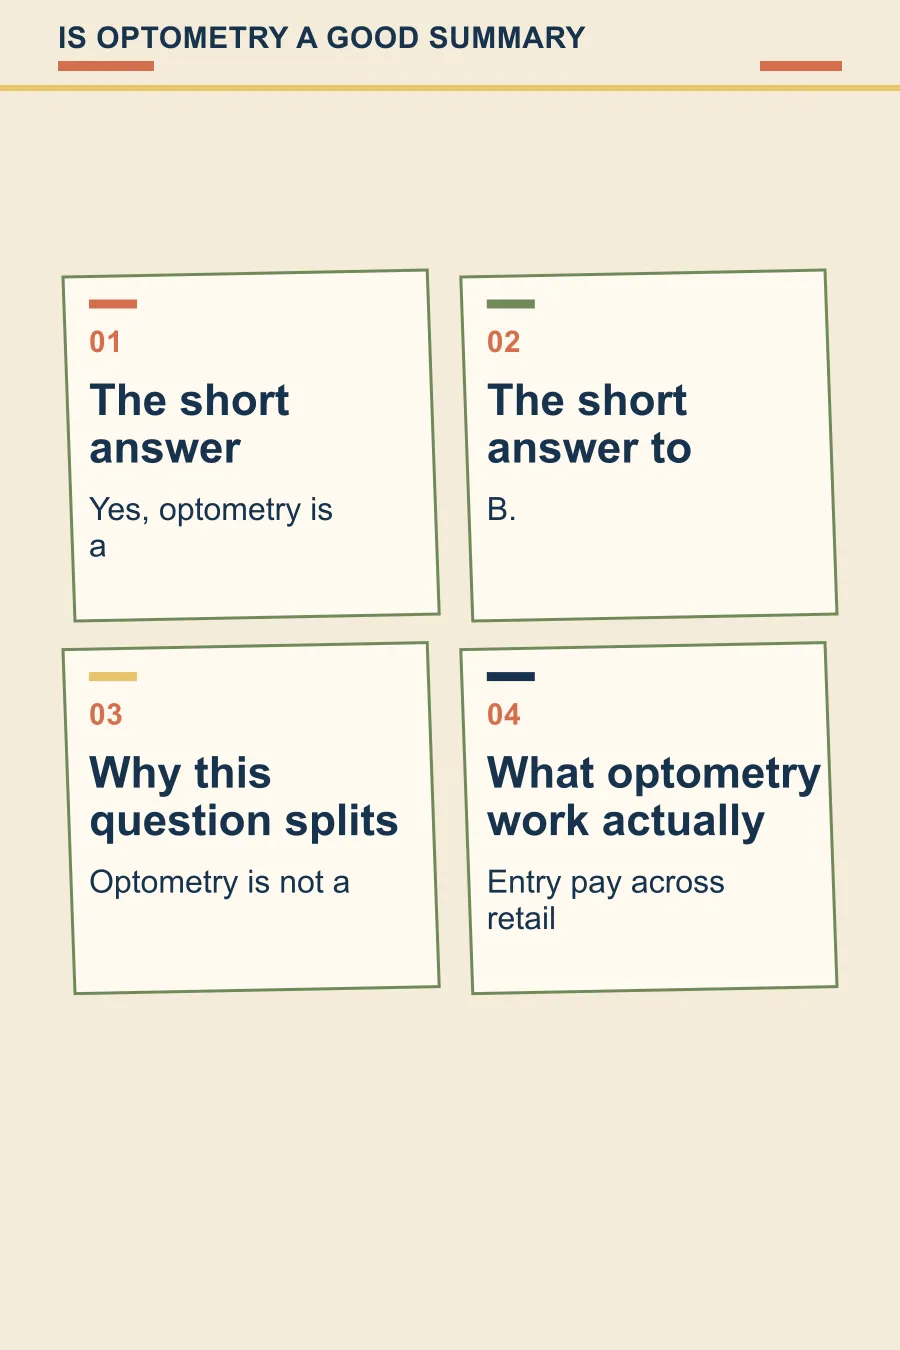 IS OPTOMETRY A GOOD SUMMARY
01
The short
answer
Yes, optometry is
a
02
The short
answer to
B.
03
Why this
question splits
Optometry is not a
04
What optometry
work actually
Entry pay across
retail